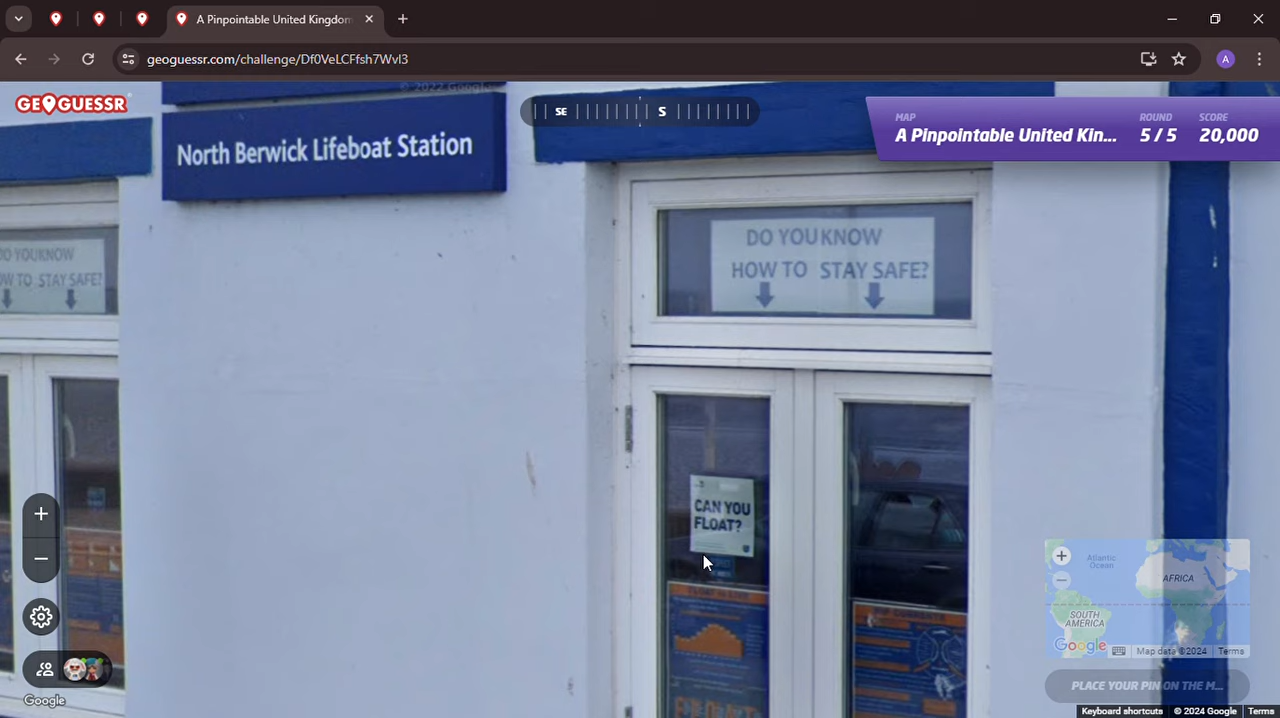 A Pinpointable United Kingdom
geoguessr.com/challenge/Df0VeLCFfsh7Wvl3
A
GEOGUESSR
© 2022 Google
SE
S
MAP
A Pinpointable United Kin...
ROUND
5 / 5
SCORE
20,000
North Berwick Lifeboat Station
DO YOU KNOW
HOW TO STAY SAFE?
DO YOU KNOW
HOW TO STAY SAFE?
CAN YOU
FLOAT?
Atlantic
Ocean
AFRICA
SOUTH
AMERICA
Google
Map data ©2024
Terms
PLACE YOUR PIN ON THE M...
Google
Keyboard shortcuts
© 2024 Google
Terms